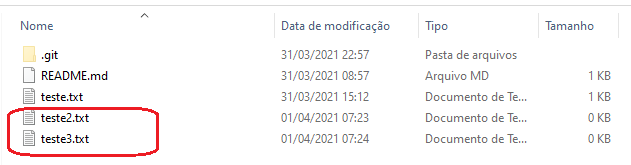 Nome Data de modificação Tipo Tamanho
.git 31/03/2021 22:57 Pasta de arquivos
README.md 31/03/2021 08:57 Arquivo MD 1 KB
teste.txt 31/03/2021 15:12 Documento de Te... 1 KB
teste2.txt 01/04/2021 07:23 Documento de Te... 0 KB
teste3.txt 01/04/2021 07:24 Documento de Te... 0 KB